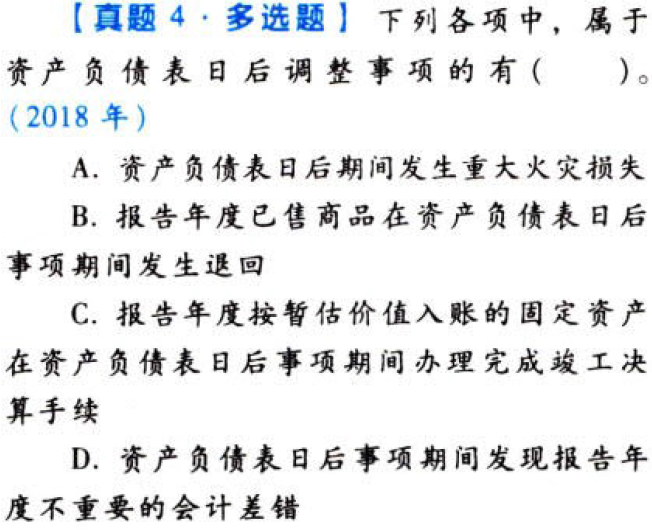 【真题 4·多选题】 下列各项中，属于
资产负债表日后调整事项的有(    )。
(2018 年)
A. 资产负债表日后期间发生重大火灾损失
B. 报告年度已售商品在资产负债表日后
事项期间发生退回
C. 报告年度按暂估价值入账的固定资产
在资产负债表日后事项期间办理完成竣工决
算手续
D. 资产负债表日后事项期间发现报告年
度不重要的会计差错